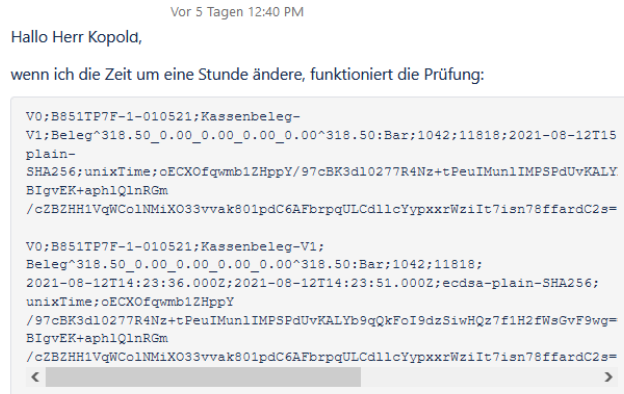 Vor 5 Tagen 12:40 PM
Hallo Herr Kopold,
wenn ich die Zeit um eine Stunde ändere, funktioniert die Prüfung:
V0;B851TP7F-1-010521;Kassenbeleg-
V1;Beleg^318.50_0.00_0.00_0.00_0.00^318.50:Bar;1042;11818;2021-08-12T15
plain-
SHA256;unixTime;oECXOfqwmb1ZHppY/97cBK3dl0277R4Nz+tPeuIMunlIMPSPdUvKALY
BIgvEK+aphlQlnRGm
/cZBZHH1VqWColNMiXO33vvak801pdC6AFbrpqULCdllcYypxxrWziIt7isn78ffardC2s=
V0;B851TP7F-1-010521;Kassenbeleg-V1;
Beleg^318.50_0.00_0.00_0.00_0.00^318.50:Bar;1042;11818;
2021-08-12T14:23:36.000Z;2021-08-12T14:23:51.000Z;ecdsa-plain-SHA256;
unixTime;oECXOfqwmb1ZHppY
/97cBK3dl0277R4Nz+tPeuIMunlIMPSPdUvKALYb9qQkFoI9dzSiwHQz7f1H2fWsGvF9wg=
BIgvEK+aphlQlnRGm
/cZBZHH1VqWColNMiXO33vvak801pdC6AFbrpqULCdllcYypxxrWziIt7isn78ffardC2s=